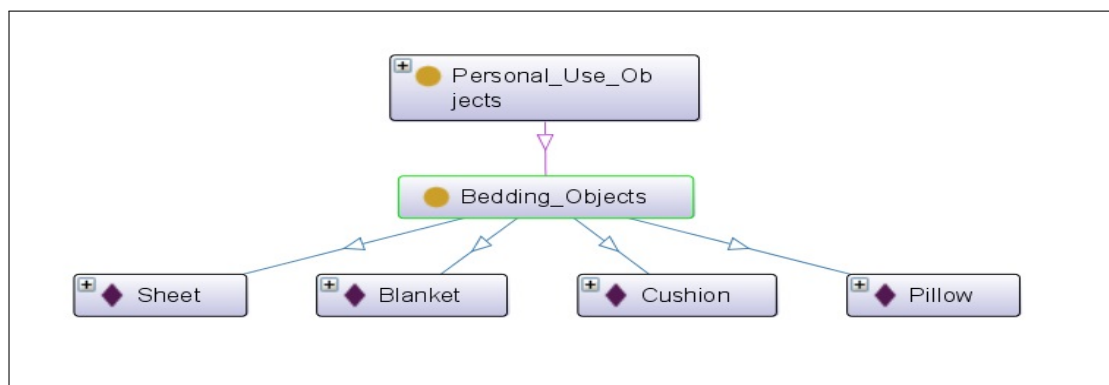 Personal_Use_Ob
jects
Bedding_Objects
Sheet
Blanket
Cushion
Pillow